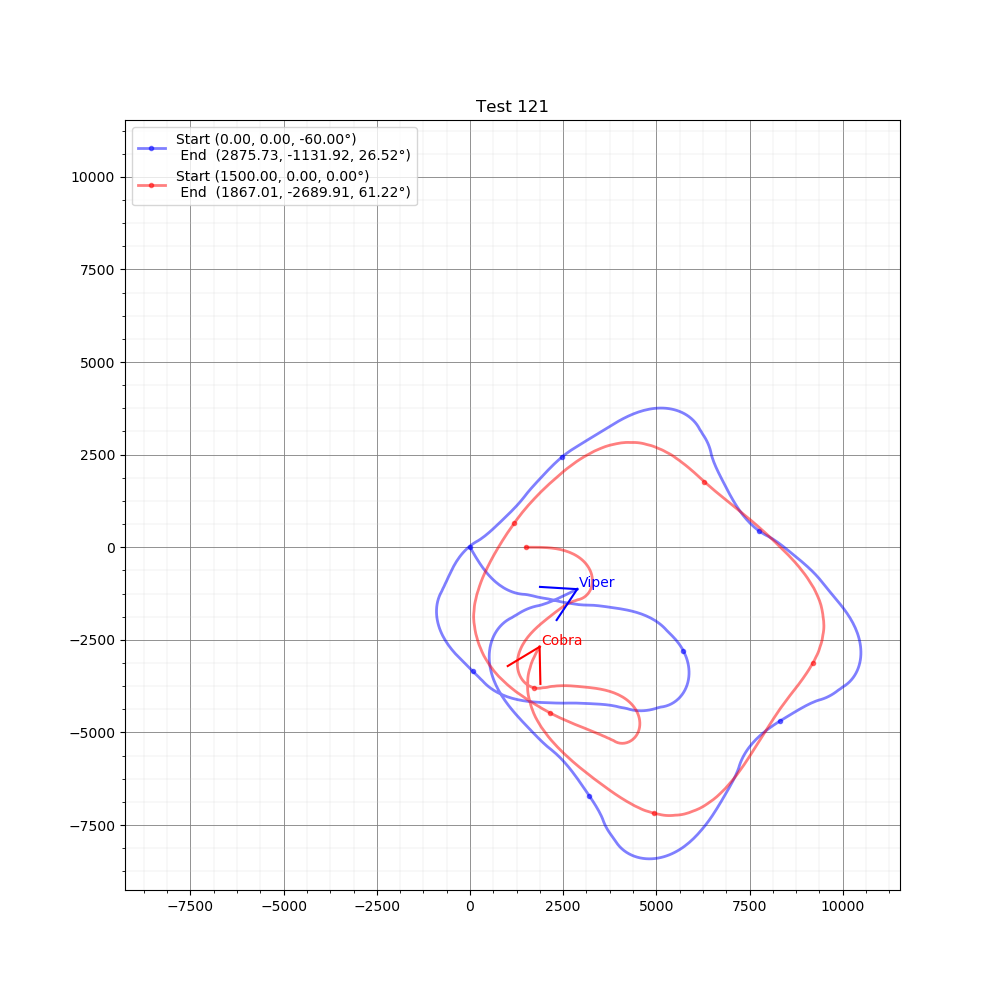 Test 121
Start (0.00, 0.00, -60.00°)
End (2875.73, -1131.92, 26.52°)
Start (1500.00, 0.00, 0.00°)
End (1867.01, -2689.91, 61.22°)
10000
7500
5000
2500
0
−2500
−5000
−7500
Viper
Cobra
−7500 −5000 −2500 0 2500 5000 7500 10000